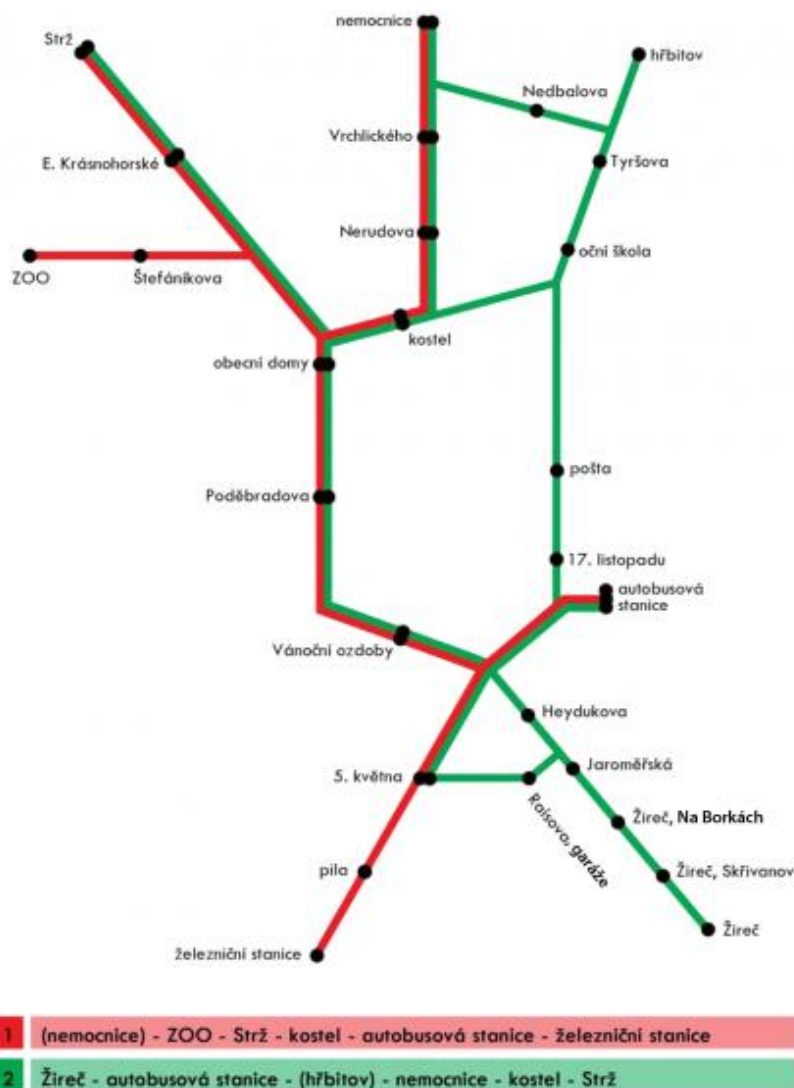 nemocnice
Strž
hřbitov
Nedbalova
Vrchlického
E. Krásnohorské
Tyršova
Nerudova
oční škola
ZOO
Štefánikova
kostel
obecní domy
pošta
Poděbradova
17. listopadu
autobusová
stanice
Vánoční ozdoby
Heydukova
5. května
Jaroměřská
Raisova, garáže
Žireč, Na Borkách
pila
Žireč, Skřivanov
Žireč
železniční stanice
1 (nemocnice) - ZOO - Strž - kostel - autobusová stanice - železniční stanice
2 Žireč - autobusová stanice - (hřbitov) - nemocnice - kostel - Strž